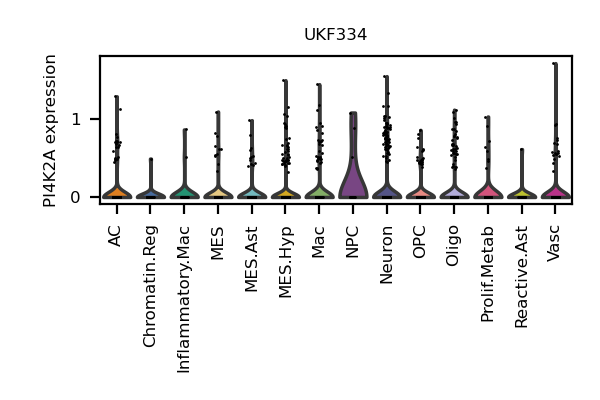 UKF334
PI4K2A expression
1
0
AC
Chromatin.Reg
Inflammatory.Mac
MES
MES.Ast
MES.Hyp
Mac
NPC
Neuron
OPC
Oligo
Prolif.Metab
Reactive.Ast
Vasc